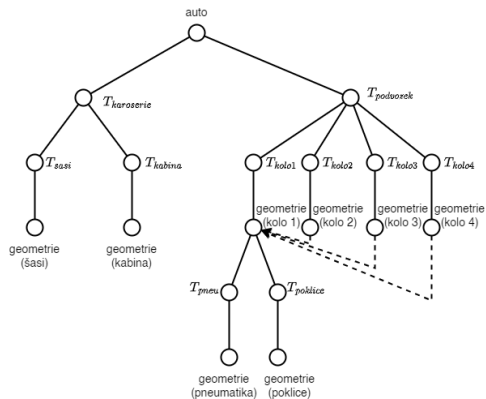 auto
T_karoserie
T_podvozek
T_sasi
T_kabina
T_kolo1
T_kolo2
T_kolo3
T_kolo4
geometrie
(šasi)
geometrie
(kabina)
geometrie
(kolo 1)
geometrie
(kolo 2)
geometrie
(kolo 3)
geometrie
(kolo 4)
T_pneu
T_poklice
geometrie
(pneumatika)
geometrie
(poklice)